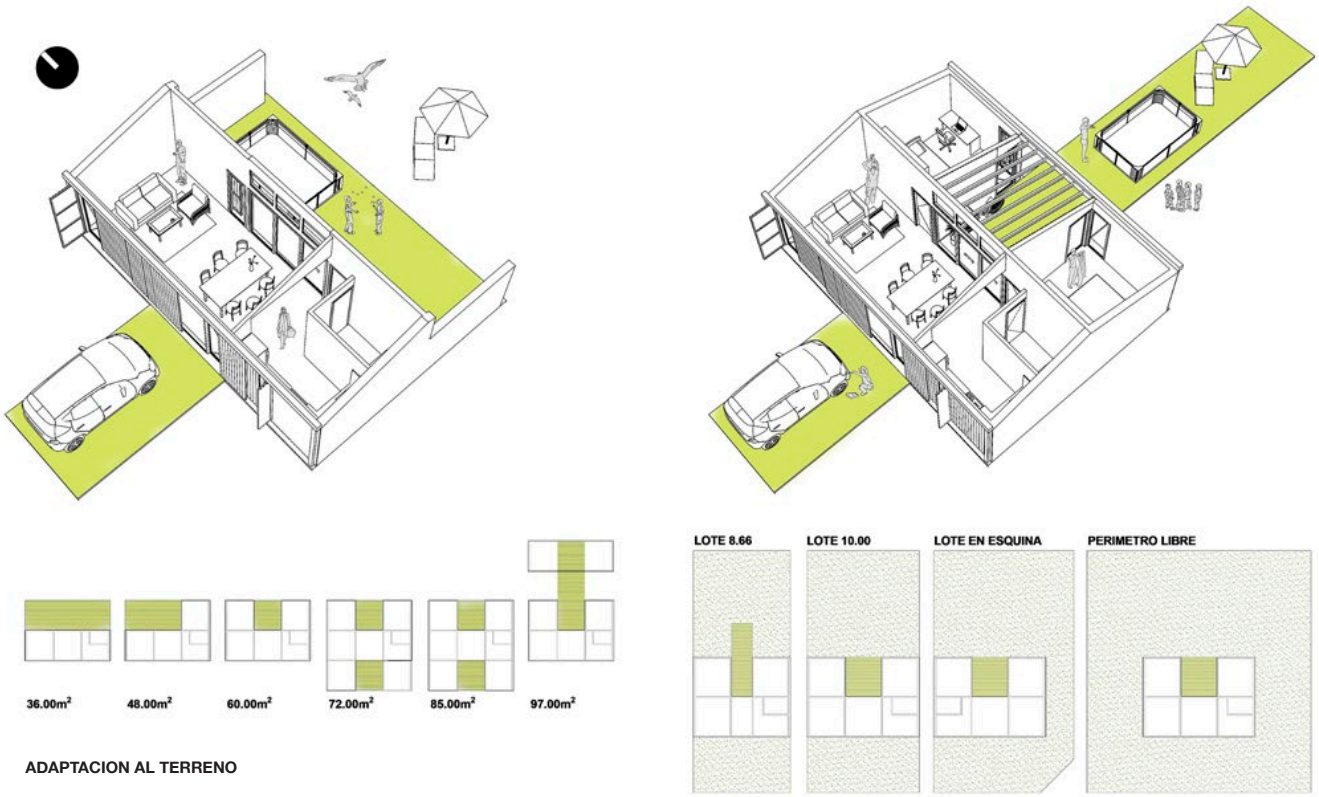 LOTE 8.66
LOTE 10.00
LOTE EN ESQUINA
PERIMETRO LIBRE
36.00m²
48.00m²
60.00m²
72.00m²
85.00m²
97.00m²
ADAPTACION AL TERRENO